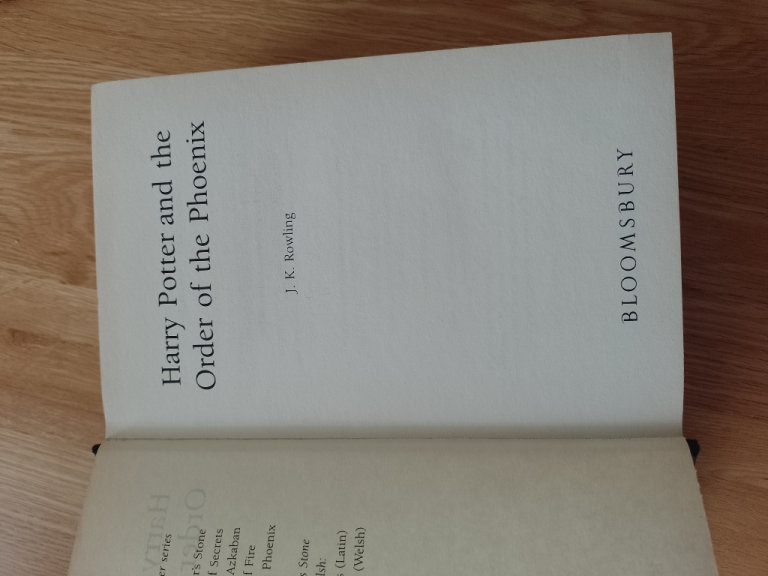 er series
r's Stone
f Secrets
Azkaban
f Fire
Phoenix
s Stone
lsh:
s (Latin)
(Welsh)
Harry Potter and the
Order of the Phoenix
J. K. Rowling
BLOOMSBURY